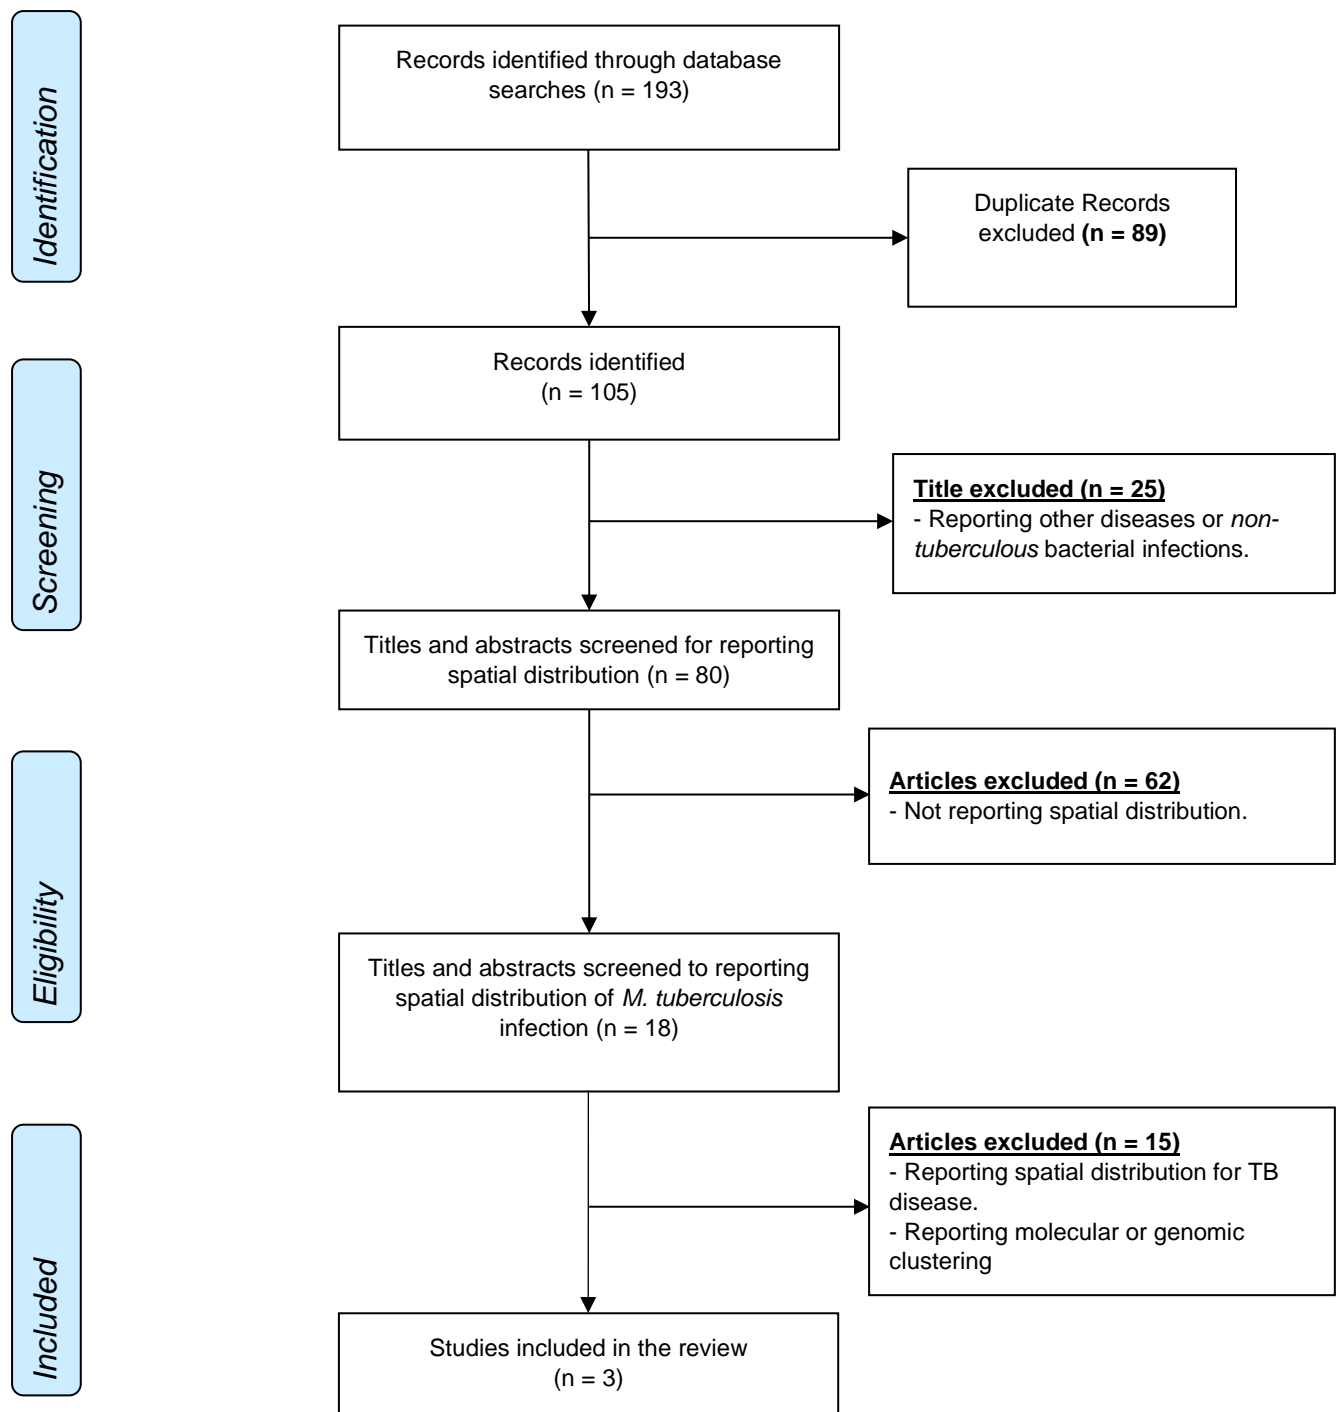 Identification
Records identified through database
searches (n = 193)
Duplicate Records
excluded (n = 89)
Records identified
(n = 105)
Screening
Title excluded (n = 25)
- Reporting other diseases or non-
tuberculous bacterial infections.
Titles and abstracts screened for reporting
spatial distribution (n = 80)
Articles excluded (n = 62)
- Not reporting spatial distribution.
Eligibility
Titles and abstracts screened to reporting
spatial distribution of M. tuberculosis
infection (n = 18)
Articles excluded (n = 15)
- Reporting spatial distribution for TB
disease.
- Reporting molecular or genomic
clustering
Included
Studies included in the review
(n = 3)